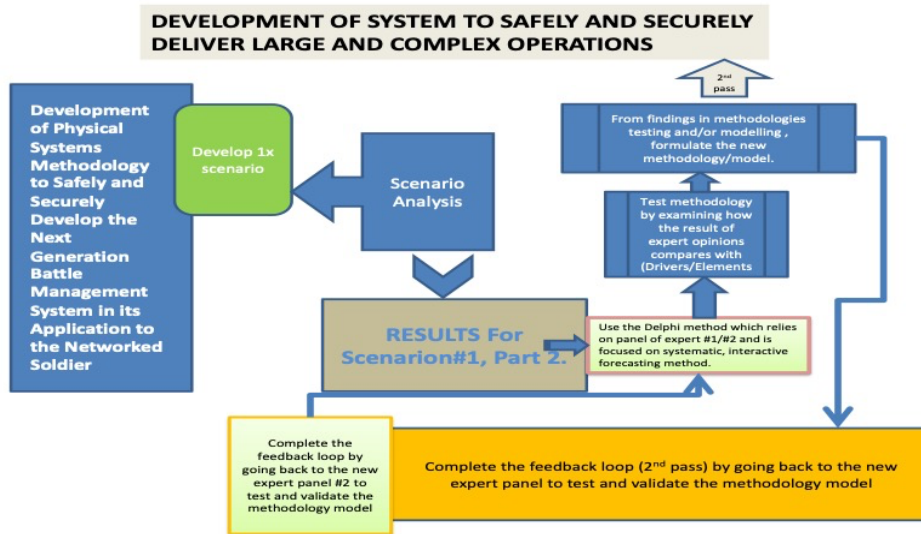 DEVELOPMENT OF SYSTEM TO SAFELY AND SECURELY
DELIVER LARGE AND COMPLEX OPERATIONS
Development
of Physical
Systems
Methodology
to Safely and
Securely
Develop the
Next
Generation
Battle
Management
System in its
Application to
the Networked
Soldier
Develop 1x
scenario
Scenario
Analysis
2nd
pass
From findings in methodologies
testing and/or modelling ,
formulate the new
methodology/model.
Test methodology
by examining how
the result of
expert opinions
compares with
(Drivers/Elements
RESULTS For
Scenarion#1, Part 2.
Use the Delphi method which relies
on panel of expert #1/#2 and is
focused on systematic, interactive
forecasting method.
Complete the
feedback loop by
going back to the new
expert panel #2 to
test and validate the
methodology model
Complete the feedback loop (2nd pass) by going back to the new
expert panel to test and validate the methodology model